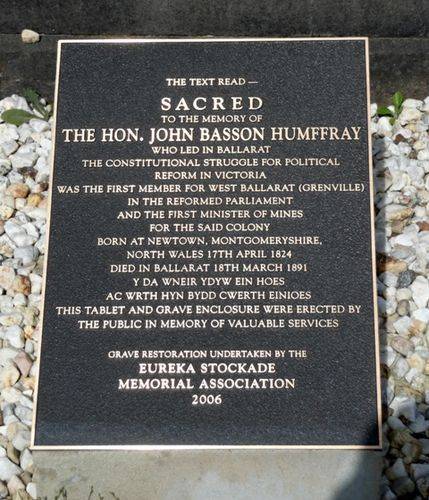 THE TEXT READ —
SACRED
TO THE MEMORY OF
THE HON. JOHN BASSON HUMFFRAY
WHO LED IN BALLARAT
THE CONSTITUTIONAL STRUGGLE FOR POLITICAL
REFORM IN VICTORIA
WAS THE FIRST MEMBER FOR WEST BALLARAT (GRENVILLE)
IN THE REFORMED PARLIAMENT
AND THE FIRST MINISTER OF MINES
FOR THE SAID COLONY
BORN AT NEWTOWN, MONTGOMERYSHIRE,
NORTH WALES 17TH APRIL 1824
DIED IN BALLARAT 18TH MARCH 1891
Y DA WNEIR YDYW EIN HOES
AC WRTH HYN BYDD CWERTH EINIOES
THIS TABLET AND GRAVE ENCLOSURE WERE ERECTED BY
THE PUBLIC IN MEMORY OF VALUABLE SERVICES
GRAVE RESTORATION UNDERTAKEN BY THE
EUREKA STOCKADE
MEMORIAL ASSOCIATION
2006